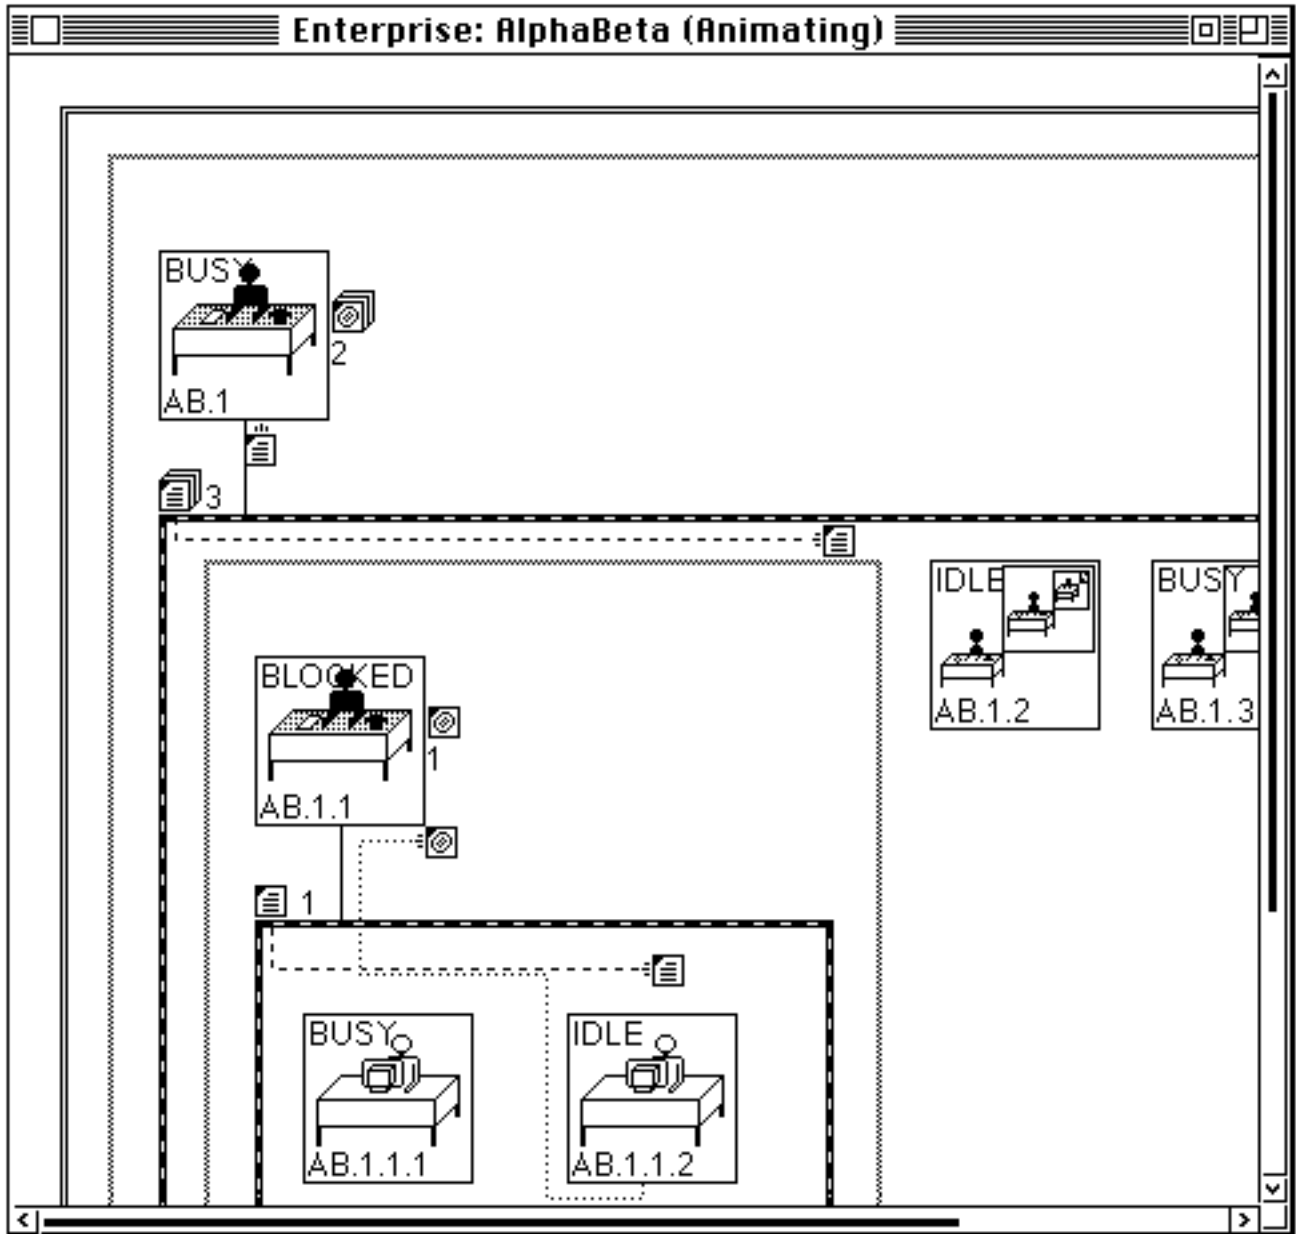 Enterprise: AlphaBeta (Animating)
BUSY
2
AB.1
3
IDLE
BUSY
AB.1.2
AB.1.3
BLOCKED
1
AB.1.1
1
BUSY
IDLE
AB.1.1.1
AB.1.1.2